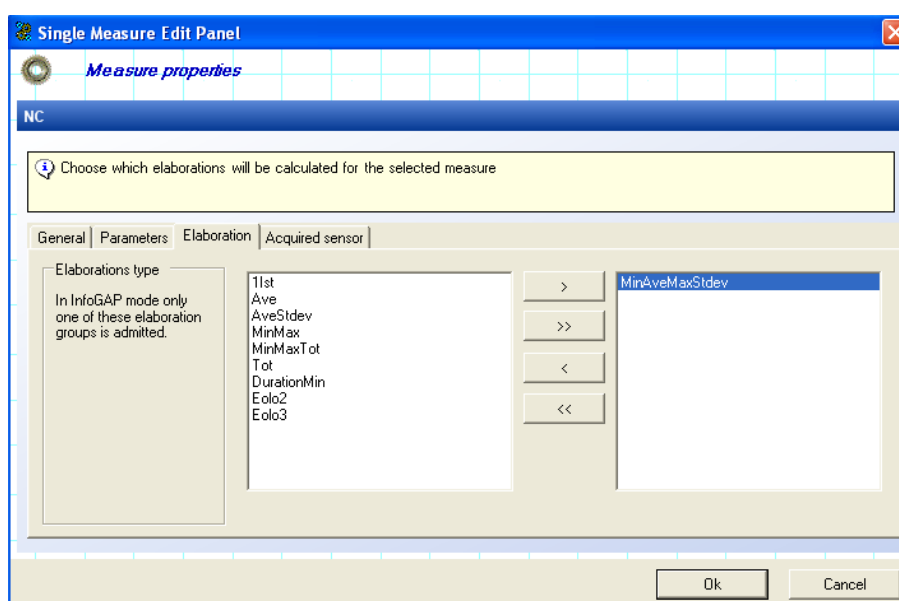 Single Measure Edit Panel
Measure properties
NC
Choose which elaborations will be calculated for the selected measure
General Parameters Elaboration Acquired sensor
Elaborations type
In InfoGAP mode only
one of these elaboration
groups is admitted.
1Ist
Ave
AveStdev
MinMax
MinMaxTot
Tot
DurationMin
Eolo2
Eolo3
>
>>
<
<<
MinAveMaxStdev
Ok Cancel